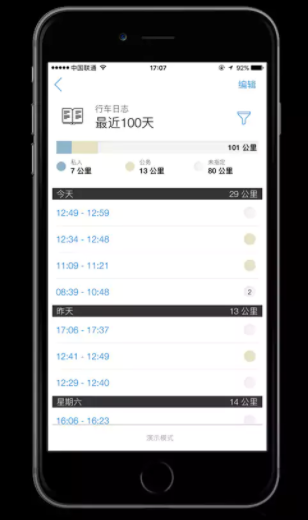 中国联通 17:07 92%
编辑
行车日志
最近100天
101 公里
私人 公务 未指定
7 公里 13 公里 80 公里
今天 29 公里
12:49 - 12:59
12:34 - 12:48
11:09 - 11:21
08:39 - 10:48 2
昨天 13 公里
17:06 - 17:37
12:41 - 12:49
12:29 - 12:40
星期六 14 公里
16:06 - 16:23
演示模式